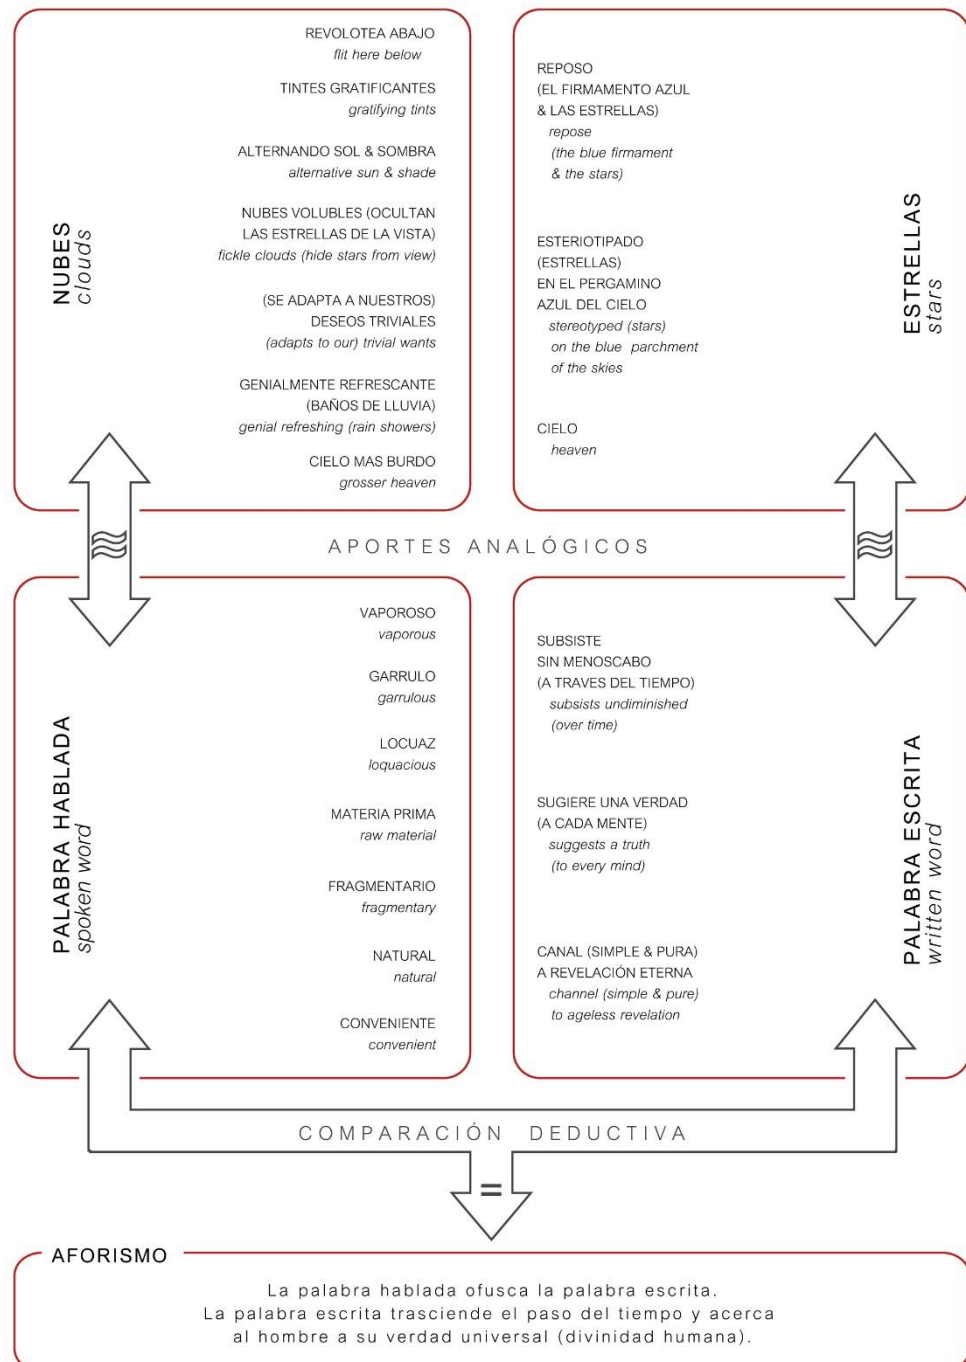 NUBES
clouds
REVOLOTEA ABAJO
flit here below
TINTES GRATIFICANTES
gratifying tints
ALTERNANDO SOL & SOMBRA
alternative sun & shade
NUBES VOLUBLES (OCULTAN
LAS ESTRELLAS DE LA VISTA)
fickle clouds (hide stars from view)
(SE ADAPTA A NUESTROS)
DESEOS TRIVIALES
(adapts to our) trivial wants
GENIALMENTE REFRESCANTE
(BAÑOS DE LLUVIA)
genial refreshing (rain showers)
CIELO MAS BURDO
grosser heaven
REPOSO
(EL FIRMAMENTO AZUL
& LAS ESTRELLAS)
repose
(the blue firmament
& the stars)
ESTERIOTIPADO
(ESTRELLAS)
EN EL PERGAMINO
AZUL DEL CIELO
stereotyped (stars)
on the blue parchment
of the skies
CIELO
heaven
ESTRELLAS
stars
APORTES ANALÓGICOS
PALABRA HABLADA
spoken word
VAPOROSO
vaporous
GARRULO
garrulous
LOCUAZ
loquacious
MATERIA PRIMA
raw material
FRAGMENTARIO
fragmentary
NATURAL
natural
CONVENIENTE
convenient
SUBSISTE
SIN MENOSCABO
(A TRAVES DEL TIEMPO)
subsists undiminished
(over time)
SUGIERE UNA VERDAD
(A CADA MENTE)
suggests a truth
(to every mind)
CANAL (SIMPLE & PURA)
A REVELACIÓN ETERNA
channel (simple & pure)
to ageless revelation
PALABRA ESCRITA
written word
COMPARACIÓN DEDUCTIVA
=
AFORISMO
La palabra hablada ofusca la palabra escrita.
La palabra escrita trasciende el paso del tiempo y acerca
al hombre a su verdad universal (divinidad humana).